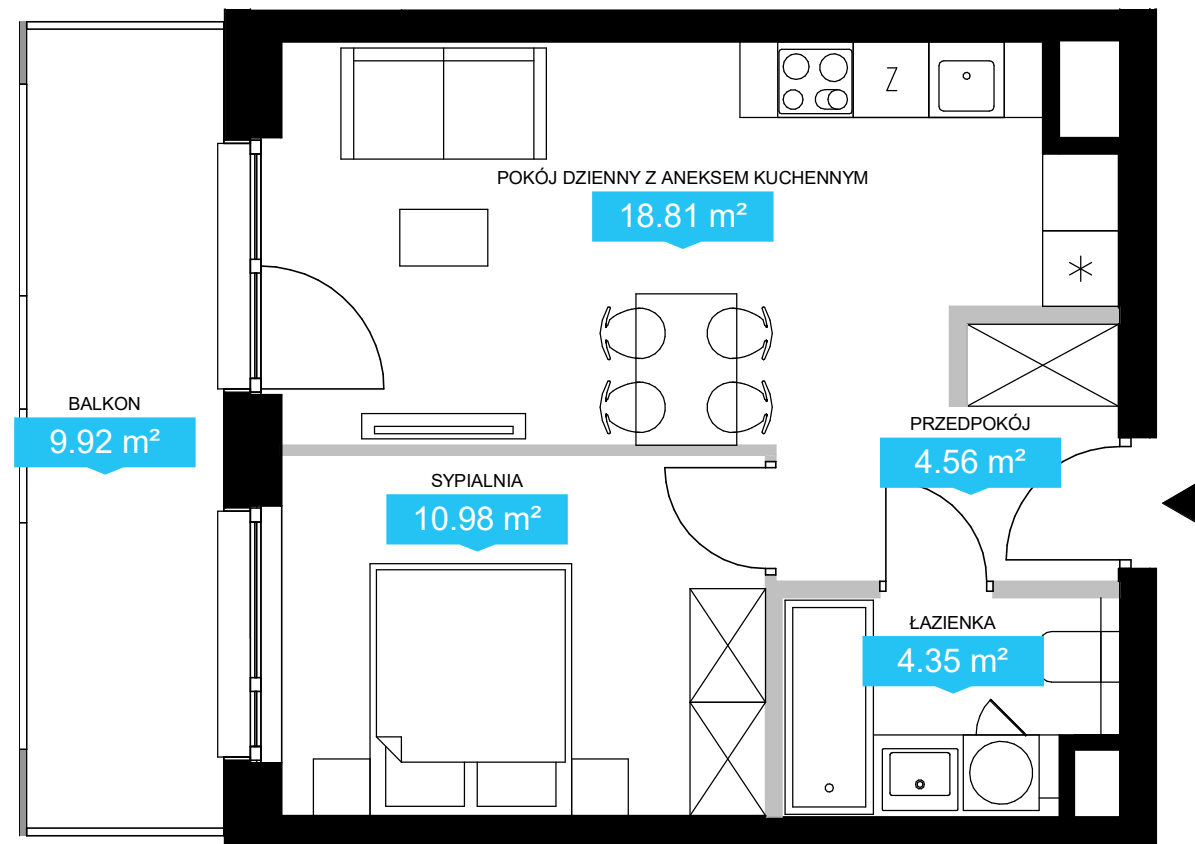 POKÓJ DZIENNY Z ANEKSEM KUCHENNYM
18.81 m²
Z
BALKON
9.92 m²
PRZEDPOKÓJ
4.56 m²
SYPIALNIA
10.98 m²
ŁAZIENKA
4.35 m²